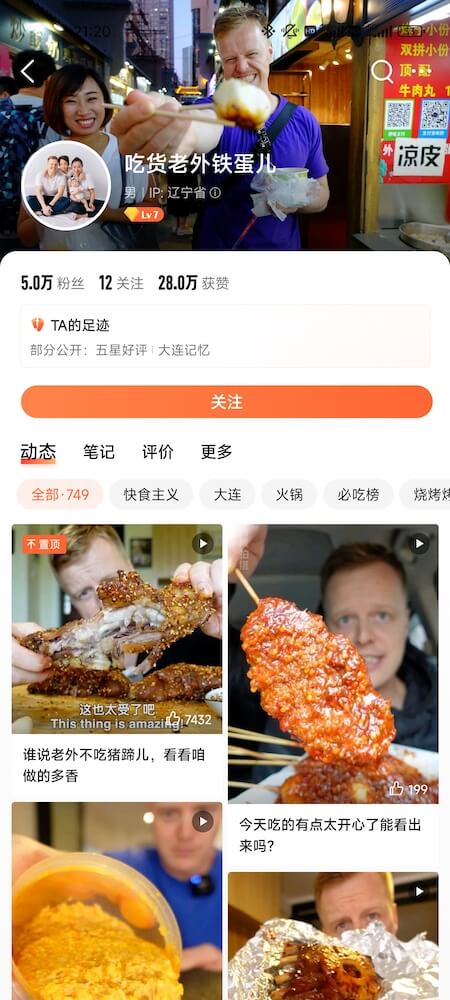 21:20
双拼小份
牛肉丸
凉皮
吃货老外铁蛋儿
男 | IP: 辽宁省
Lv7
5.0万 粉丝 12 关注 28.0万 获赞
TA的足迹
部分公开：五星好评 | 大连记忆
关注
动态 笔记 评价 更多
全部·749 快食主义 大连 火锅 必吃榜 烧烤烤
置顶
这也太受了吧
This thing is amazing!
7432
谁说老外不吃猪蹄儿，看看咱
做的多香
199
今天吃的有点太开心了能看出
来吗?